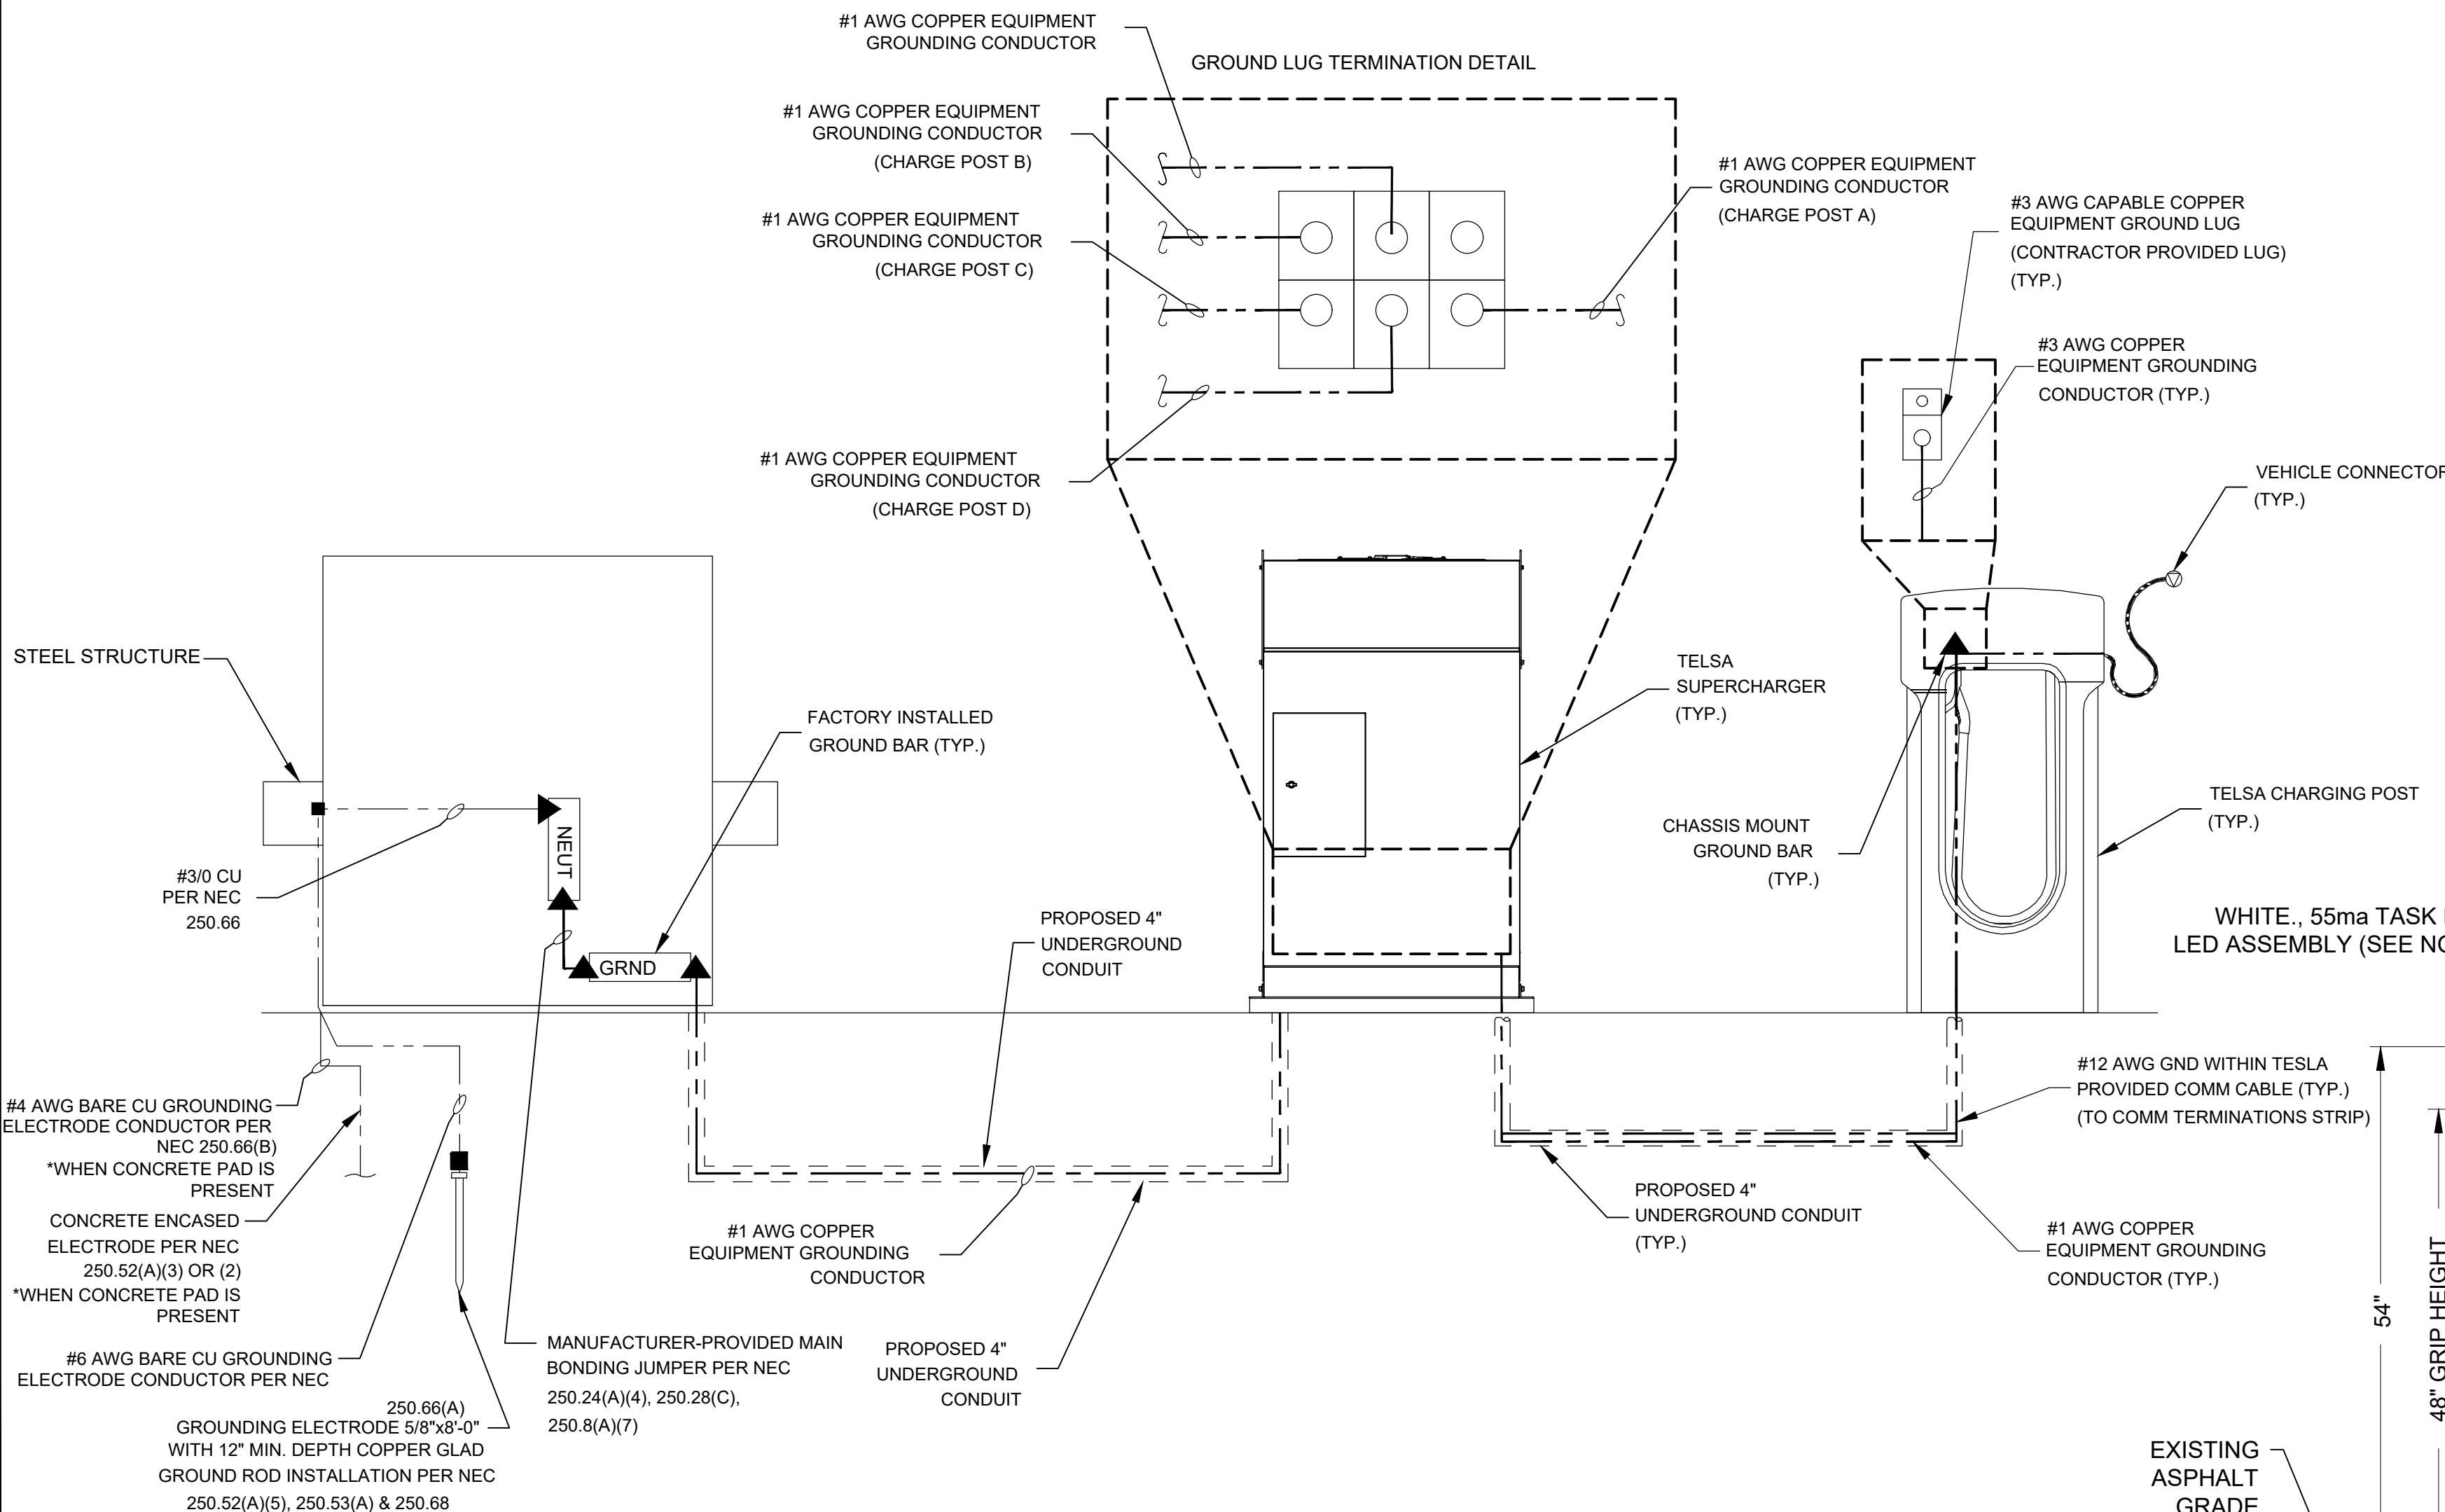 #1 AWG COPPER EQUIPMENT
GROUNDING CONDUCTOR
GROUND LUG TERMINATION DETAIL
#1 AWG COPPER EQUIPMENT
GROUNDING CONDUCTOR
(CHARGE POST B)
#1 AWG COPPER EQUIPMENT
GROUNDING CONDUCTOR
(CHARGE POST C)
#1 AWG COPPER EQUIPMENT
GROUNDING CONDUCTOR
(CHARGE POST D)
#1 AWG COPPER EQUIPMENT
GROUNDING CONDUCTOR
(CHARGE POST A)
#3 AWG CAPABLE COPPER
EQUIPMENT GROUND LUG
(CONTRACTOR PROVIDED LUG)
(TYP.)
#3 AWG COPPER
EQUIPMENT GROUNDING
CONDUCTOR (TYP.)
VEHICLE CONNECTOR
(TYP.)
STEEL STRUCTURE
FACTORY INSTALLED
GROUND BAR (TYP.)
NEUT
GRND
#3/0 CU
PER NEC
250.66
TELSA
SUPERCHARGER
(TYP.)
CHASSIS MOUNT
GROUND BAR
(TYP.)
TELSA CHARGING POST
(TYP.)
WHITE., 55ma TASK
LED ASSEMBLY (SEE
PROPOSED 4"
UNDERGROUND
CONDUIT
#4 AWG BARE CU GROUNDING
ELECTRODE CONDUCTOR PER
NEC 250.66(B)
*WHEN CONCRETE PAD IS
PRESENT
CONCRETE ENCASED
ELECTRODE PER NEC
250.52(A)(3) OR (2)
*WHEN CONCRETE PAD IS
PRESENT
#6 AWG BARE CU GROUNDING
ELECTRODE CONDUCTOR PER NEC
250.66(A)
GROUNDING ELECTRODE 5/8"x8'-0"
WITH 12" MIN. DEPTH COPPER GLAD
GROUND ROD INSTALLATION PER NEC
250.52(A)(5), 250.53(A) & 250.68
MANUFACTURER-PROVIDED MAIN
BONDING JUMPER PER NEC
250.24(A)(4), 250.28(C),
250.8(A)(7)
#1 AWG COPPER
EQUIPMENT GROUNDING
CONDUCTOR
PROPOSED 4"
UNDERGROUND
CONDUIT
PROPOSED 4"
UNDERGROUND CONDUIT
(TYP.)
#12 AWG GND WITHIN TESLA
PROVIDED COMM CABLE (TYP.)
(TO COMM TERMINATIONS STRIP)
#1 AWG COPPER
EQUIPMENT GROUNDING
CONDUCTOR (TYP.)
54"
48" GRIP HEIGHT
EXISTING
ASPHALT
GRADE